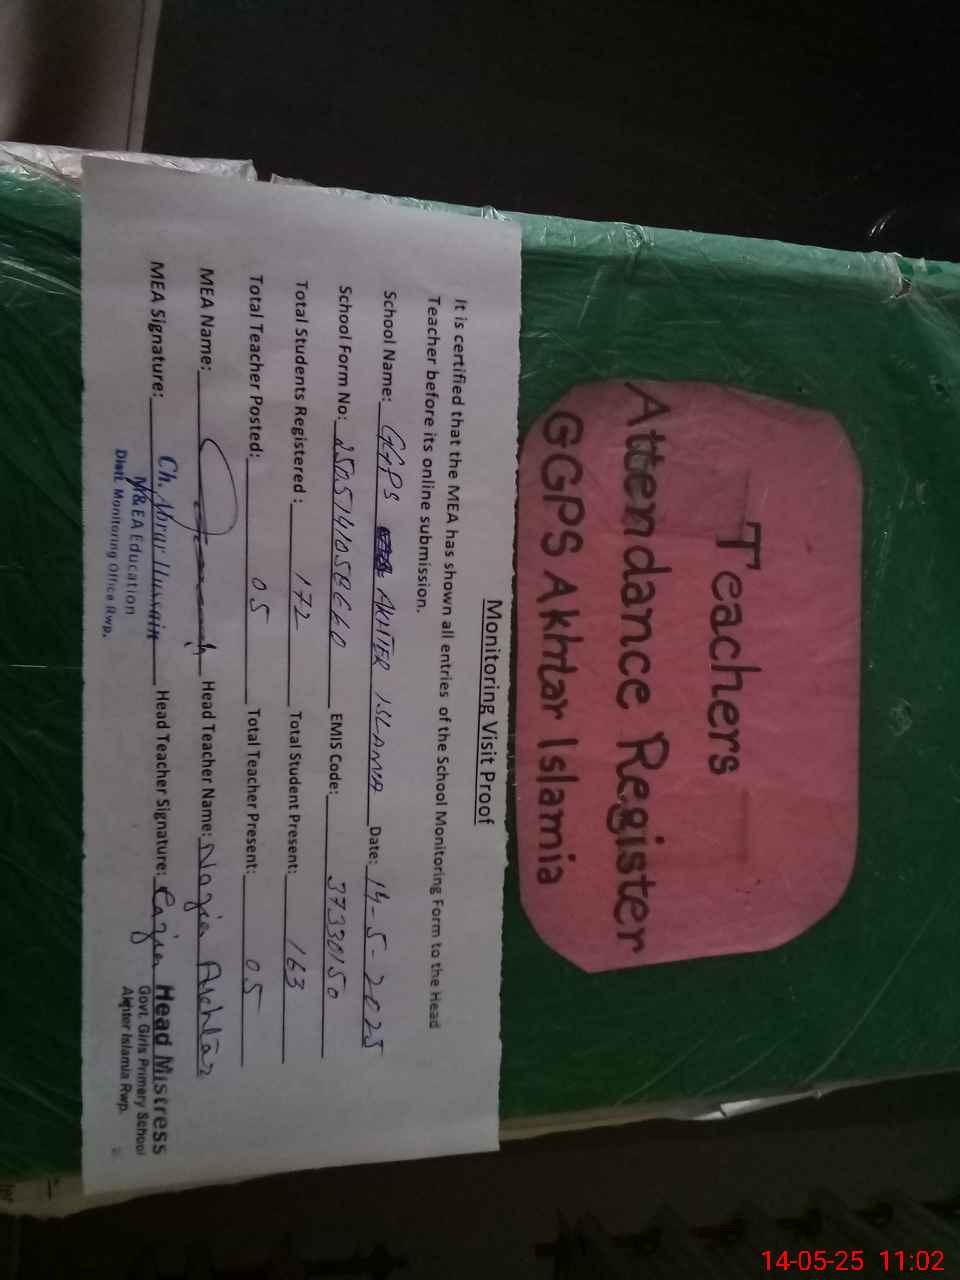 Teachers
Attendance Register
GGPS Akhtar Islamia
Monitoring Visit Proof
It is certified that the MEA has shown all entries of the School Monitoring Form to the Head
Teacher before its online submission.
School Name: GGPS AKHTER ISLAMIA Date: 14-5-2025
School Form No: EMIS Code: 37330150
Total Students Registered : 172 Total Student Present: 163
Total Teacher Posted: 05 Total Teacher Present: 05
MEA Name: Head Teacher Name: Nazia Akhtar
MEA Signature: Ch. Abrar Hussain Head Teacher Signature: Head Mistress
M&EA Education Govt. Girls Primary School
Distt. Monitoring Office Rwp. Akhter Islamia Rwp.
14-05-25 11:02